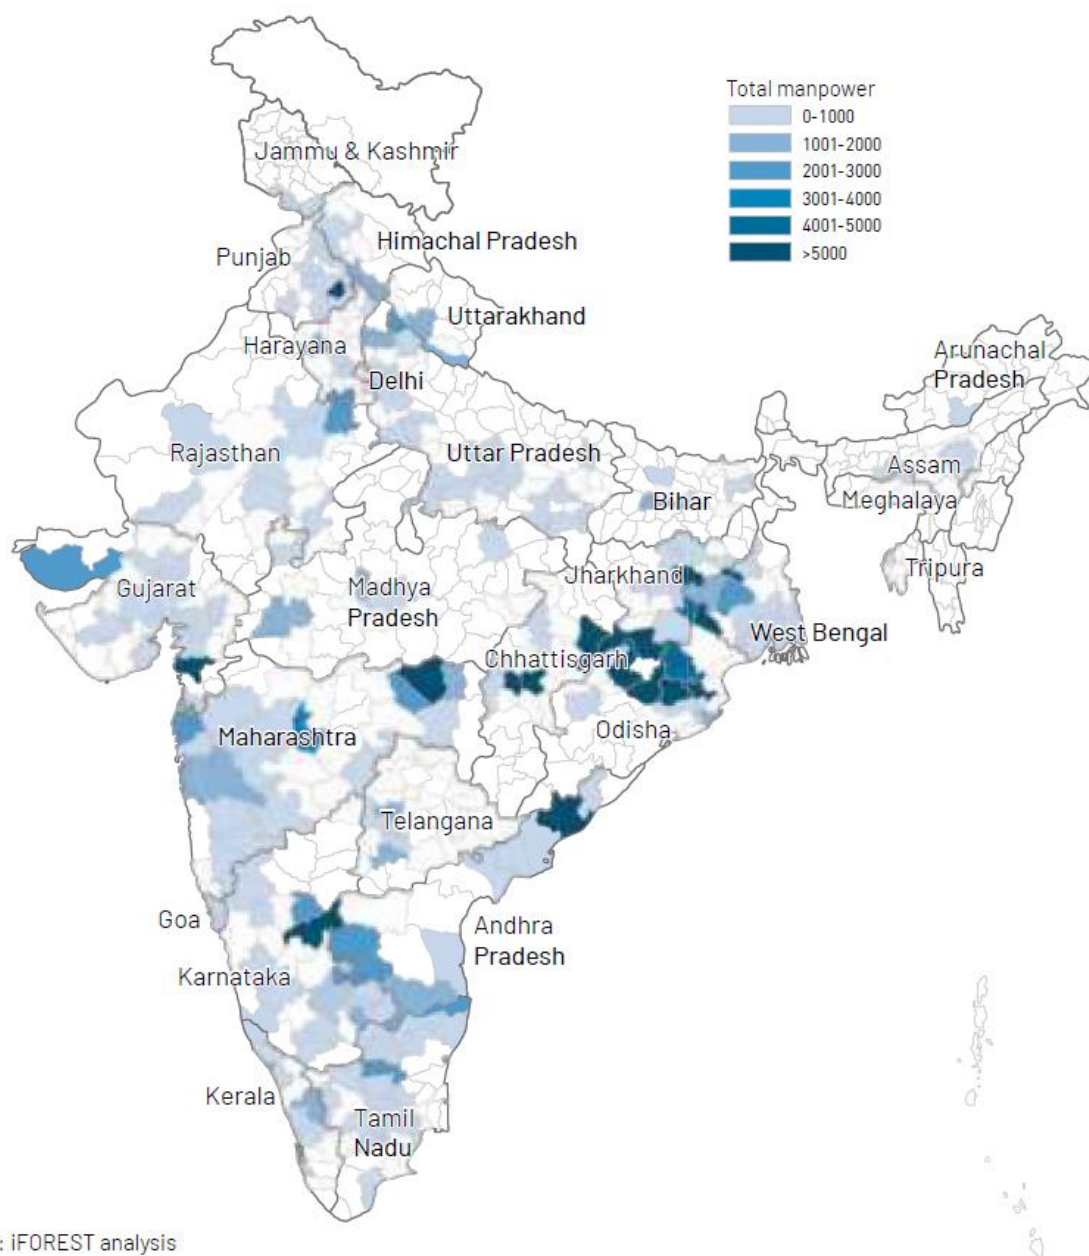 Total manpower
0-1000
1001-2000
2001-3000
3001-4000
4001-5000
>5000
Jammu & Kashmir
Himachal Pradesh
Punjab
Uttarakhand
Harayana
Delhi
Arunachal
Pradesh
Rajasthan
Uttar Pradesh
Assam
Bihar
Meghalaya
Gujarat
Madhya
Pradesh
Jharkhand
Tripura
West Bengal
Chhattisgarh
Maharashtra
Odisha
Telangana
Goa
Andhra
Pradesh
Karnataka
Kerala
Tamil
Nadu
: iFOREST analysis